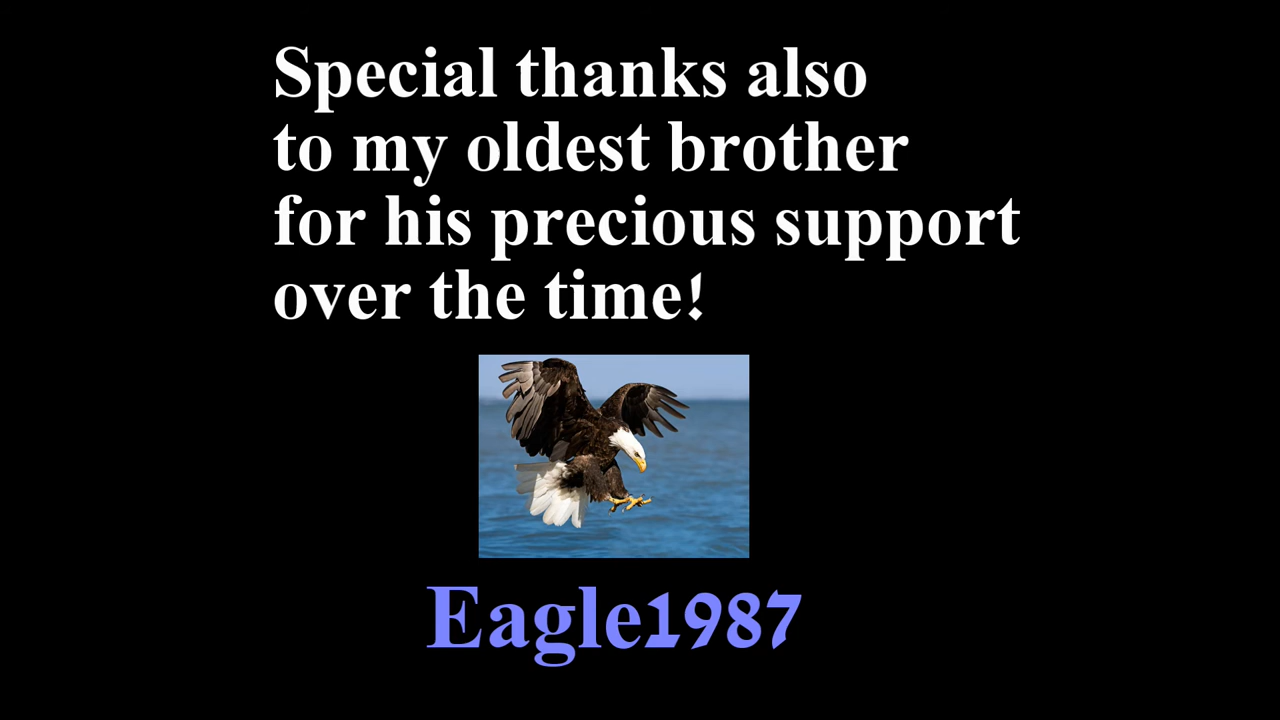 Special thanks also
to my oldest brother
for his precious support
over the time!
Eagle1987